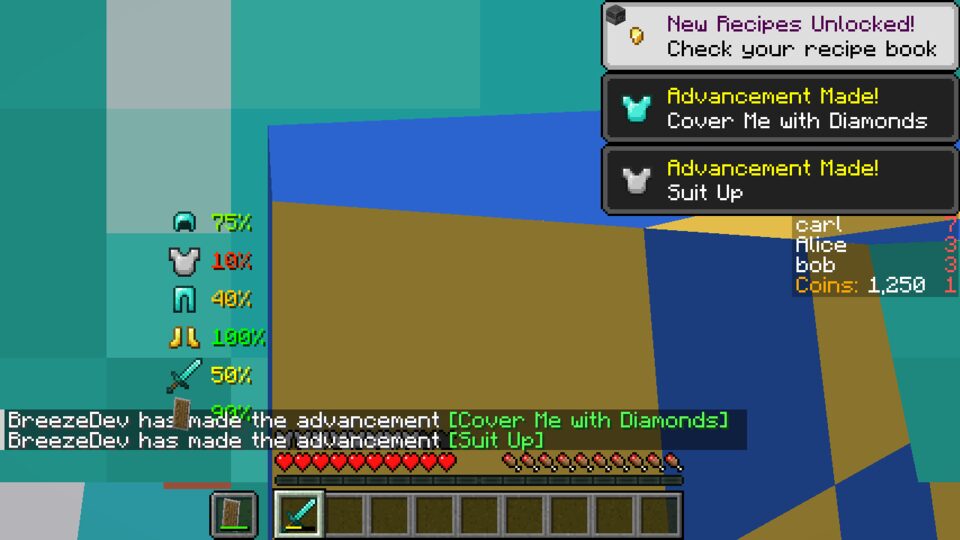 New Recipes Unlocked!
Check your recipe book
Advancement Made!
Cover Me with Diamonds
Advancement Made!
Suit Up
carl 7
Alice 3
bob 3
Coins: 1,250 1
75%
10%
40%
100%
50%
90%
BreezeDev has made the advancement [Cover Me with Diamonds]
BreezeDev has made the advancement [Suit Up]